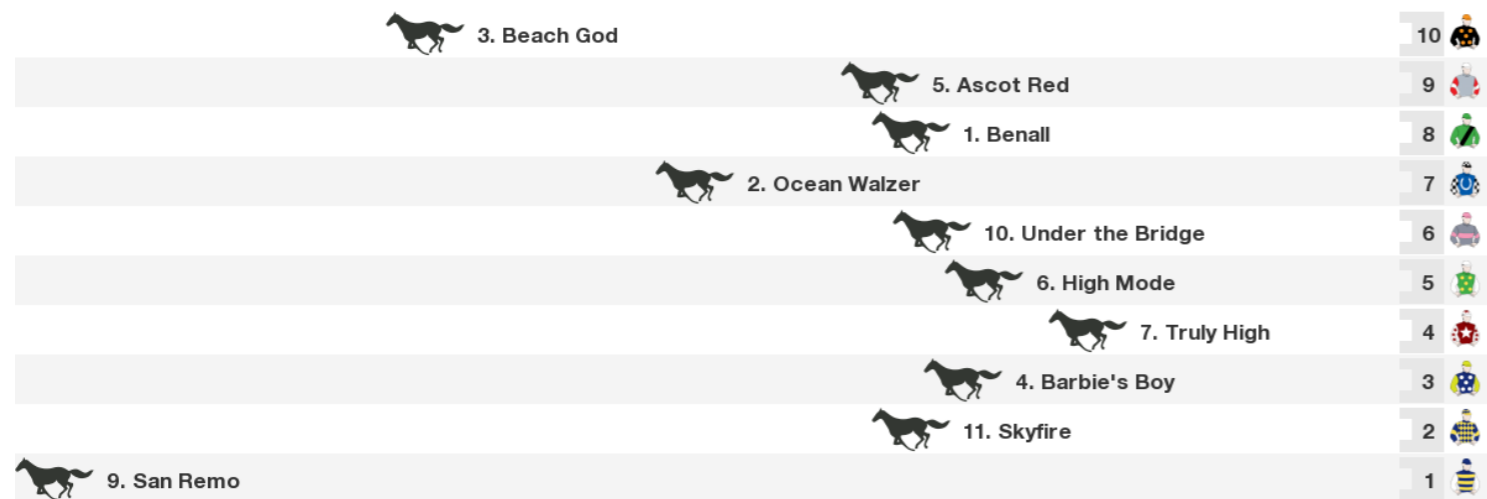 3. Beach God 10
5. Ascot Red 9
1. Benall 8
2. Ocean Walzer 7
10. Under the Bridge 6
6. High Mode 5
7. Truly High 4
4. Barbie's Boy 3
11. Skyfire 2
9. San Remo 1